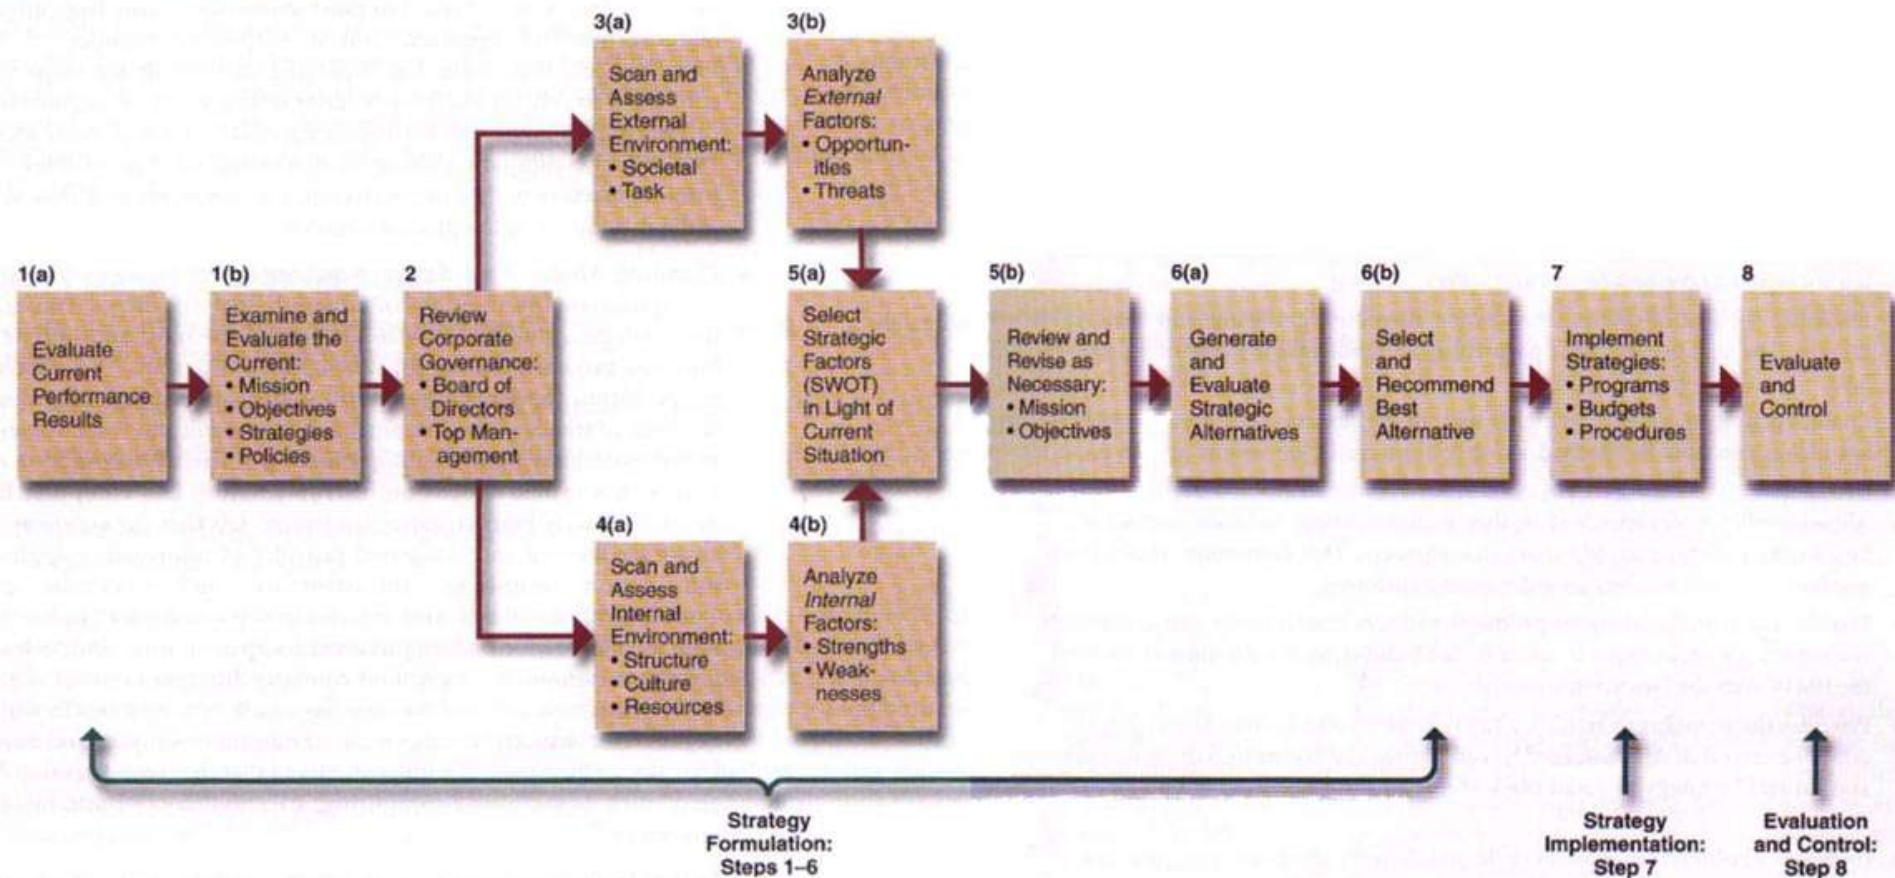 3(a)
Scan and
Assess
External
Environment:
• Societal
• Task
3(b)
Analyze
External
Factors:
• Opportun-
ities
• Threats
1(a)
Evaluate
Current
Performance
Results
1(b)
Examine and
Evaluate the
Current:
• Mission
• Objectives
• Strategies
• Policies
2
Review
Corporate
Governance:
• Board of
Directors
• Top Man-
agement
5(a)
Select
Strategic
Factors
(SWOT)
in Light of
Current
Situation
5(b)
Review and
Revise as
Necessary:
• Mission
• Objectives
6(a)
Generate
and
Evaluate
Strategic
Alternatives
6(b)
Select
and
Recommend
Best
Alternative
7
Implement
Strategies:
• Programs
• Budgets
• Procedures
8
Evaluate
and
Control
4(a)
Scan and
Assess
Internal
Environment:
• Structure
• Culture
• Resources
4(b)
Analyze
Internal
Factors:
• Strengths
• Weak-
nesses
Strategy
Formulation:
Steps 1–6
Strategy
Implementation:
Step 7
Evaluation
and Control:
Step 8